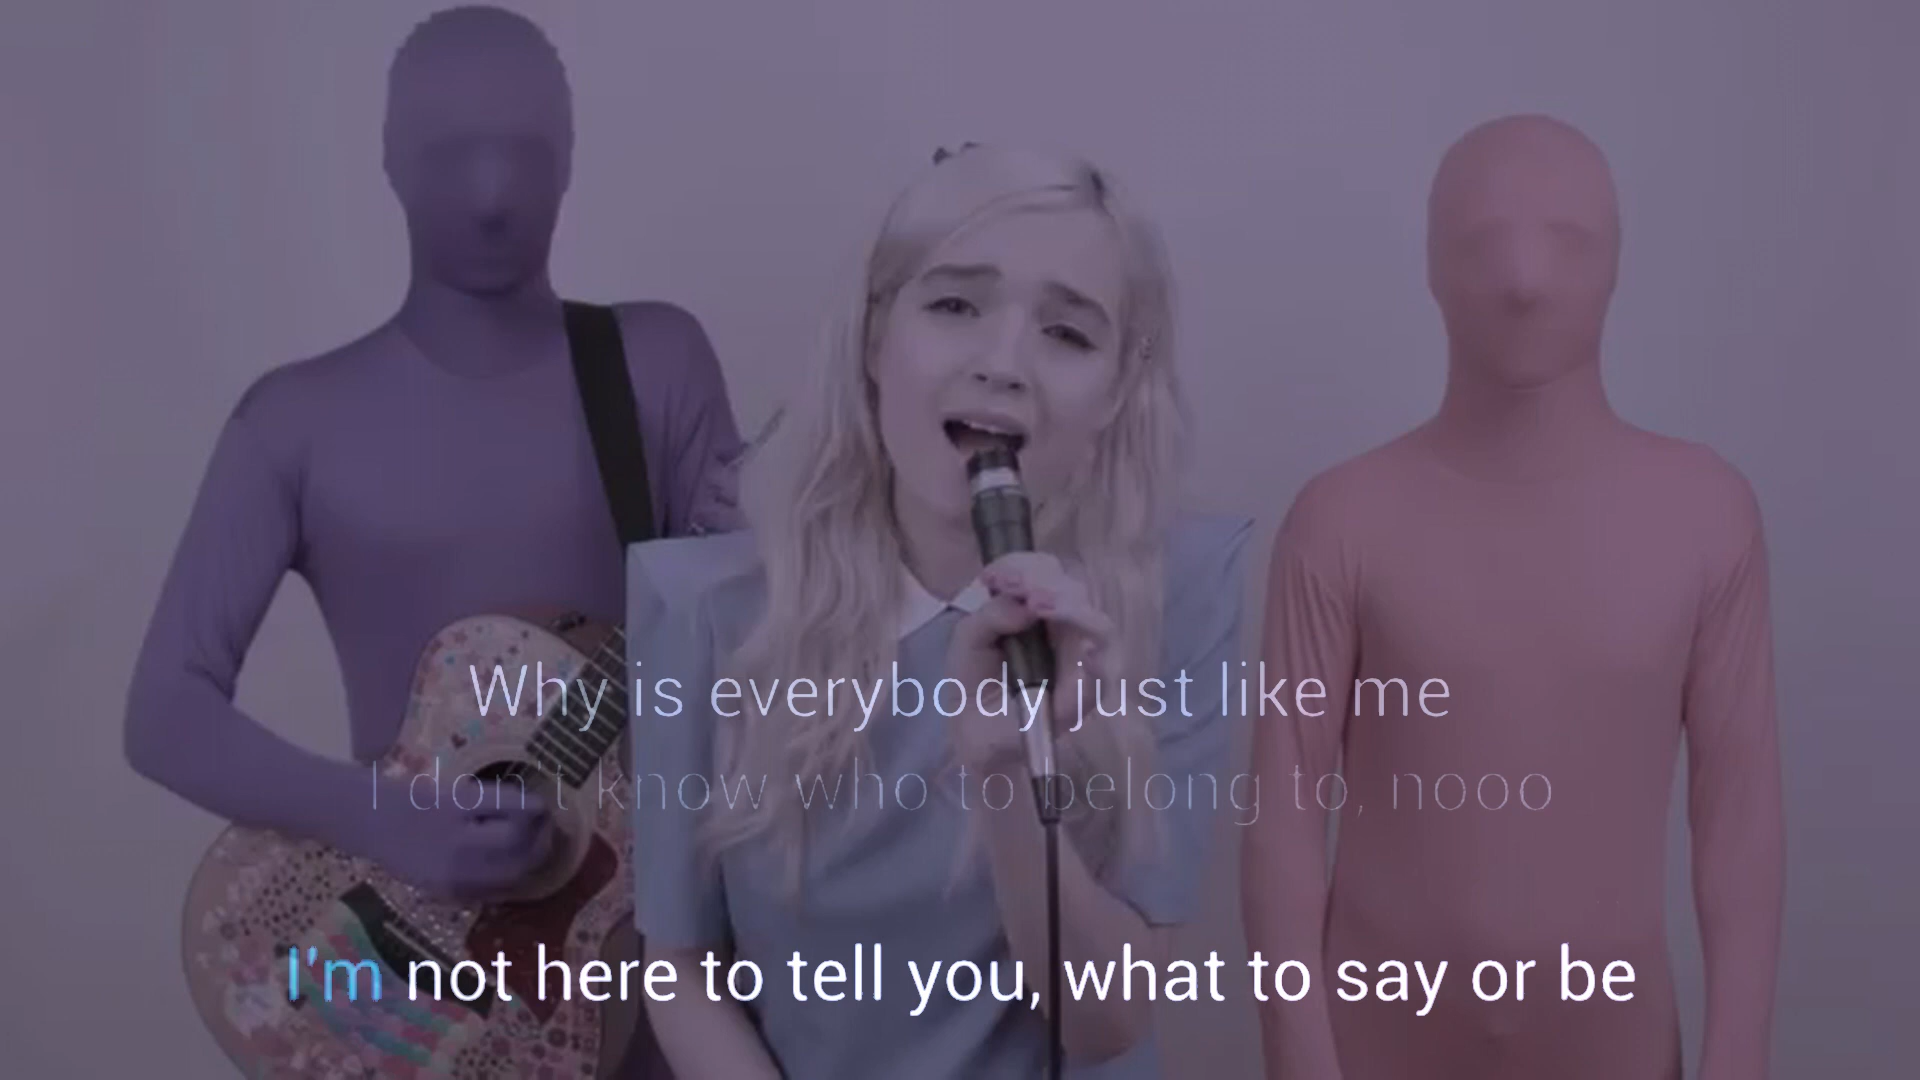 Why is everybody just like me
I don't know who to belong to, nooo
I'm not here to tell you, what to say or be